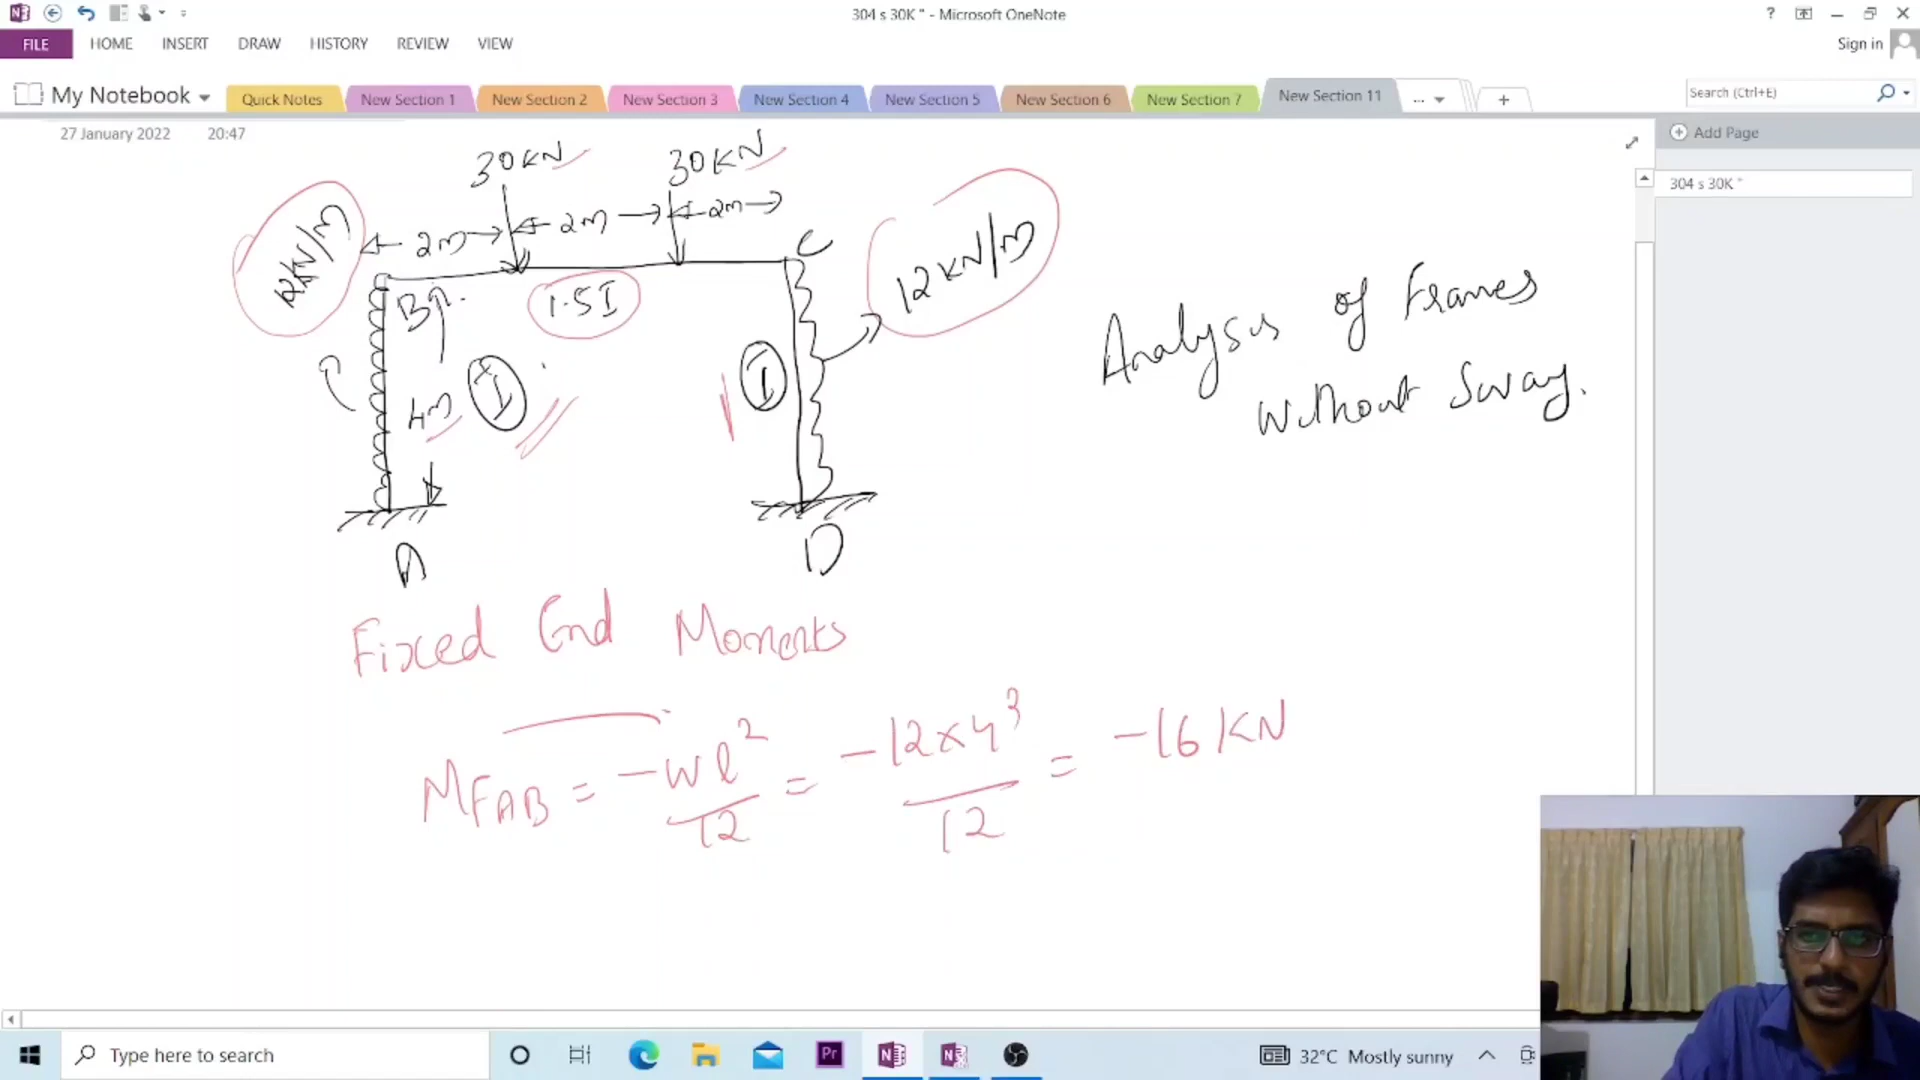 304 s 30K " - Microsoft OneNote
?
FILE HOME INSERT DRAW HISTORY REVIEW VIEW
Sign in
My Notebook
Quick Notes New Section 1 New Section 2 New Section 3 New Section 4 New Section 5 New Section 6 New Section 7 New Section 11 ... +
Search (Ctrl+E)
27 January 2022 20:47
Add Page
304 s 30K "
30KN 30KN
2m 2m 2m
12KN/m
B
1.5I
C
12KN/m
4m
I
I
A
D
Analysis of Frames
without Sway.
Fixed End Moments
MFAB = -wl2/12 = -12x43/12 = -16 KN
Type here to search
Pr
32°C Mostly sunny